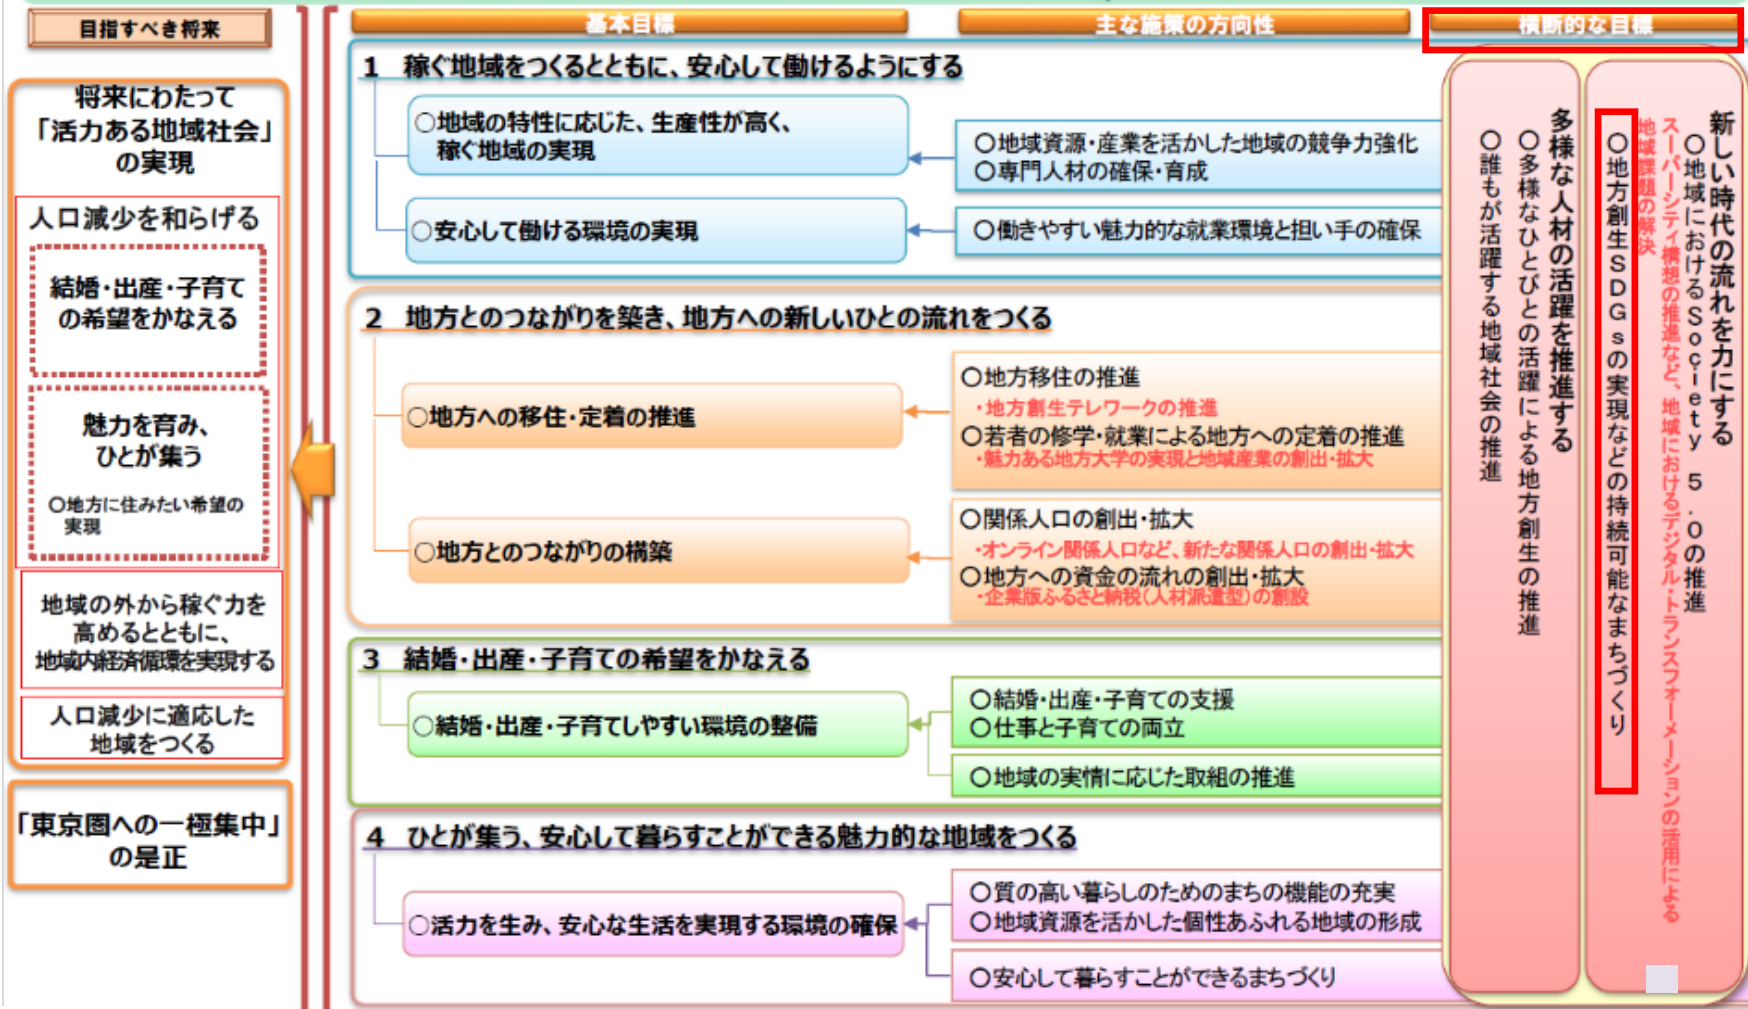 目指すべき将来
基本目標
主な施策の方向性
横断的な目標
将来にわたって
「活力ある地域社会」
の実現
人口減少を和らげる
結婚・出産・子育て
の希望をかなえる
魅力を育み、
ひとが集う
○地方に住みたい希望の
実現
地域の外から稼ぐ力を
高めるとともに、
地域内経済循環を実現する
人口減少に適応した
地域をつくる
「東京圏への一極集中」
の是正
1 稼ぐ地域をつくるとともに、安心して働けるようにする
○地域の特性に応じた、生産性が高く、
稼ぐ地域の実現
○地域資源・産業を活かした地域の競争力強化
○専門人材の確保・育成
○安心して働ける環境の実現
○働きやすい魅力的な就業環境と担い手の確保
2 地方とのつながりを築き、地方への新しいひとの流れをつくる
○地方への移住・定着の推進
○地方移住の推進
・地方創生テレワークの推進
○若者の修学・就業による地方への定着の推進
・魅力ある地方大学の実現と地域産業の創出・拡大
○地方とのつながりの構築
○関係人口の創出・拡大
・オンライン関係人口など、新たな関係人口の創出・拡大
○地方への資金の流れの創出・拡大
・企業版ふるさと納税(人材派遣型)の創設
3 結婚・出産・子育ての希望をかなえる
○結婚・出産・子育てしやすい環境の整備
○結婚・出産・子育ての支援
○仕事と子育ての両立
○地域の実情に応じた取組の推進
4 ひとが集う、安心して暮らすことができる魅力的な地域をつくる
○活力を生み、安心な生活を実現する環境の確保
○質の高い暮らしのためのまちの機能の充実
○地域資源を活かした個性あふれる地域の形成
○安心して暮らすことができるまちづくり
新しい時代の流れを力にする
○地域におけるSociety 5.0の推進
スーパーシティ構想の推進など、地域におけるデジタル・トランスフォーメーションの活用による
地域課題の解決
○地方創生SDGsの実現などの持続可能なまちづくり
多様な人材の活躍を推進する
○多様なひとびとの活躍による地方創生の推進
○誰もが活躍する地域社会の推進